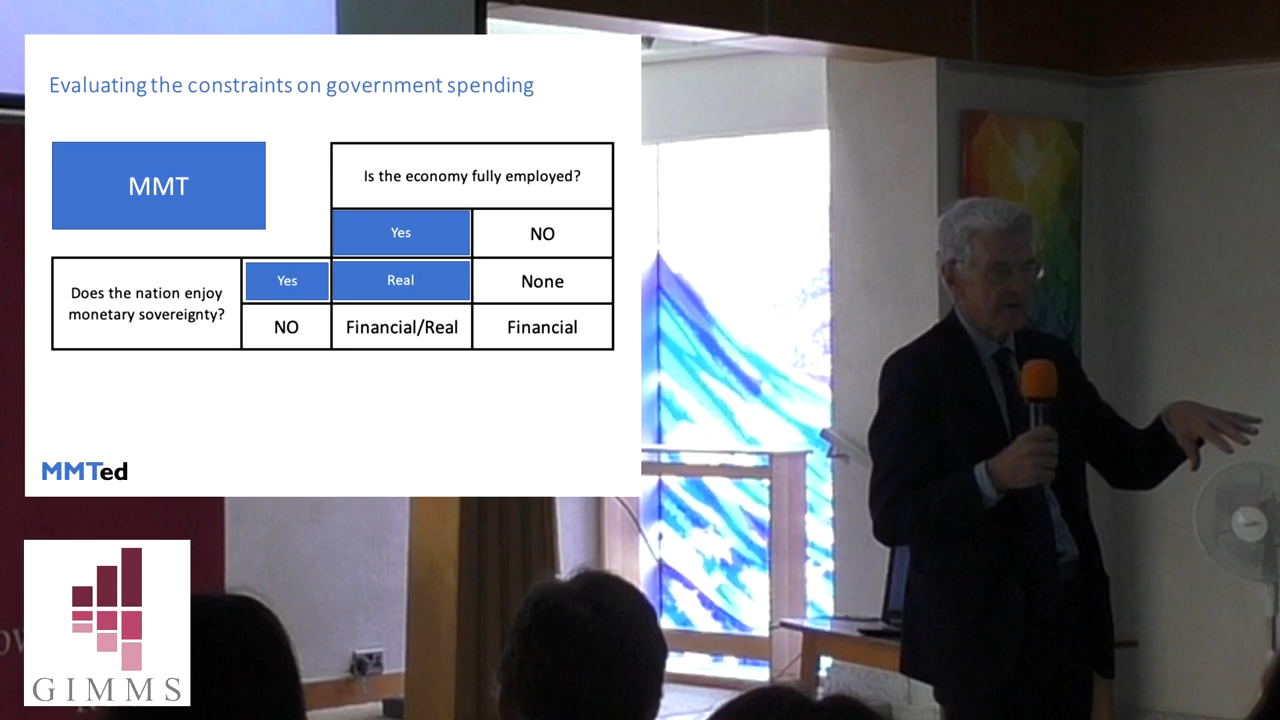 Evaluating the constraints on government spending
MMT
Is the economy fully employed?
Yes
NO
Does the nation enjoy
monetary sovereignty?
Yes
Real
None
NO
Financial/Real
Financial
MMTed
GIMMS